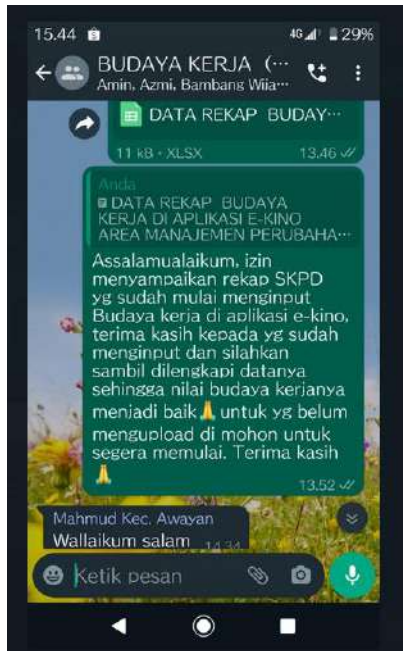 15.44 4G 29%
BUDAYA KERJA (...
Amin, Azmi, Bambang Wiia...
DATA REKAP BUDAY...
11 kB • XLSX 13.46
Anda
DATA REKAP BUDAYA
KERJA DI APLIKASI E-KINO
AREA MANAJEMEN PERUBAHA...
Assalamualaikum, izin
menyampaikan rekap SKPD
yg sudah mulai menginput
Budaya kerja di aplikasi e-kino,
terima kasih kepada yg sudah
menginput dan silahkan
sambil dilengkapi datanya
sehingga nilai budaya kerjanya
menjadi baik🙏 untuk yg belum
mengupload di mohon untuk
segera memulai. Terima kasih
🙏
13.52
Mahmud Kec. Awayan
Wallaikum salam 14.34
Ketik pesan